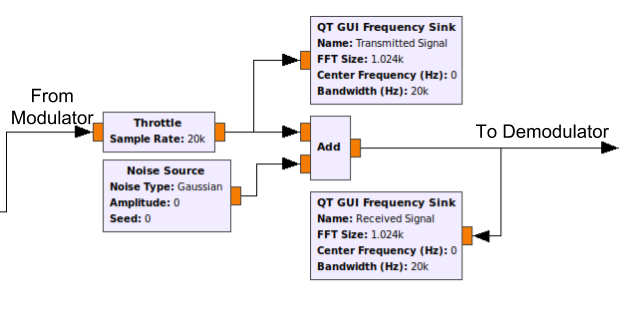 QT GUI Frequency Sink
Name: Transmitted Signal
FFT Size: 1.024k
Center Frequency (Hz): 0
Bandwidth (Hz): 20k
From
Modulator
Throttle
Sample Rate: 20k
Add
To Demodulator
Noise Source
Noise Type: Gaussian
Amplitude: 0
Seed: 0
QT GUI Frequency Sink
Name: Received Signal
FFT Size: 1.024k
Center Frequency (Hz): 0
Bandwidth (Hz): 20k